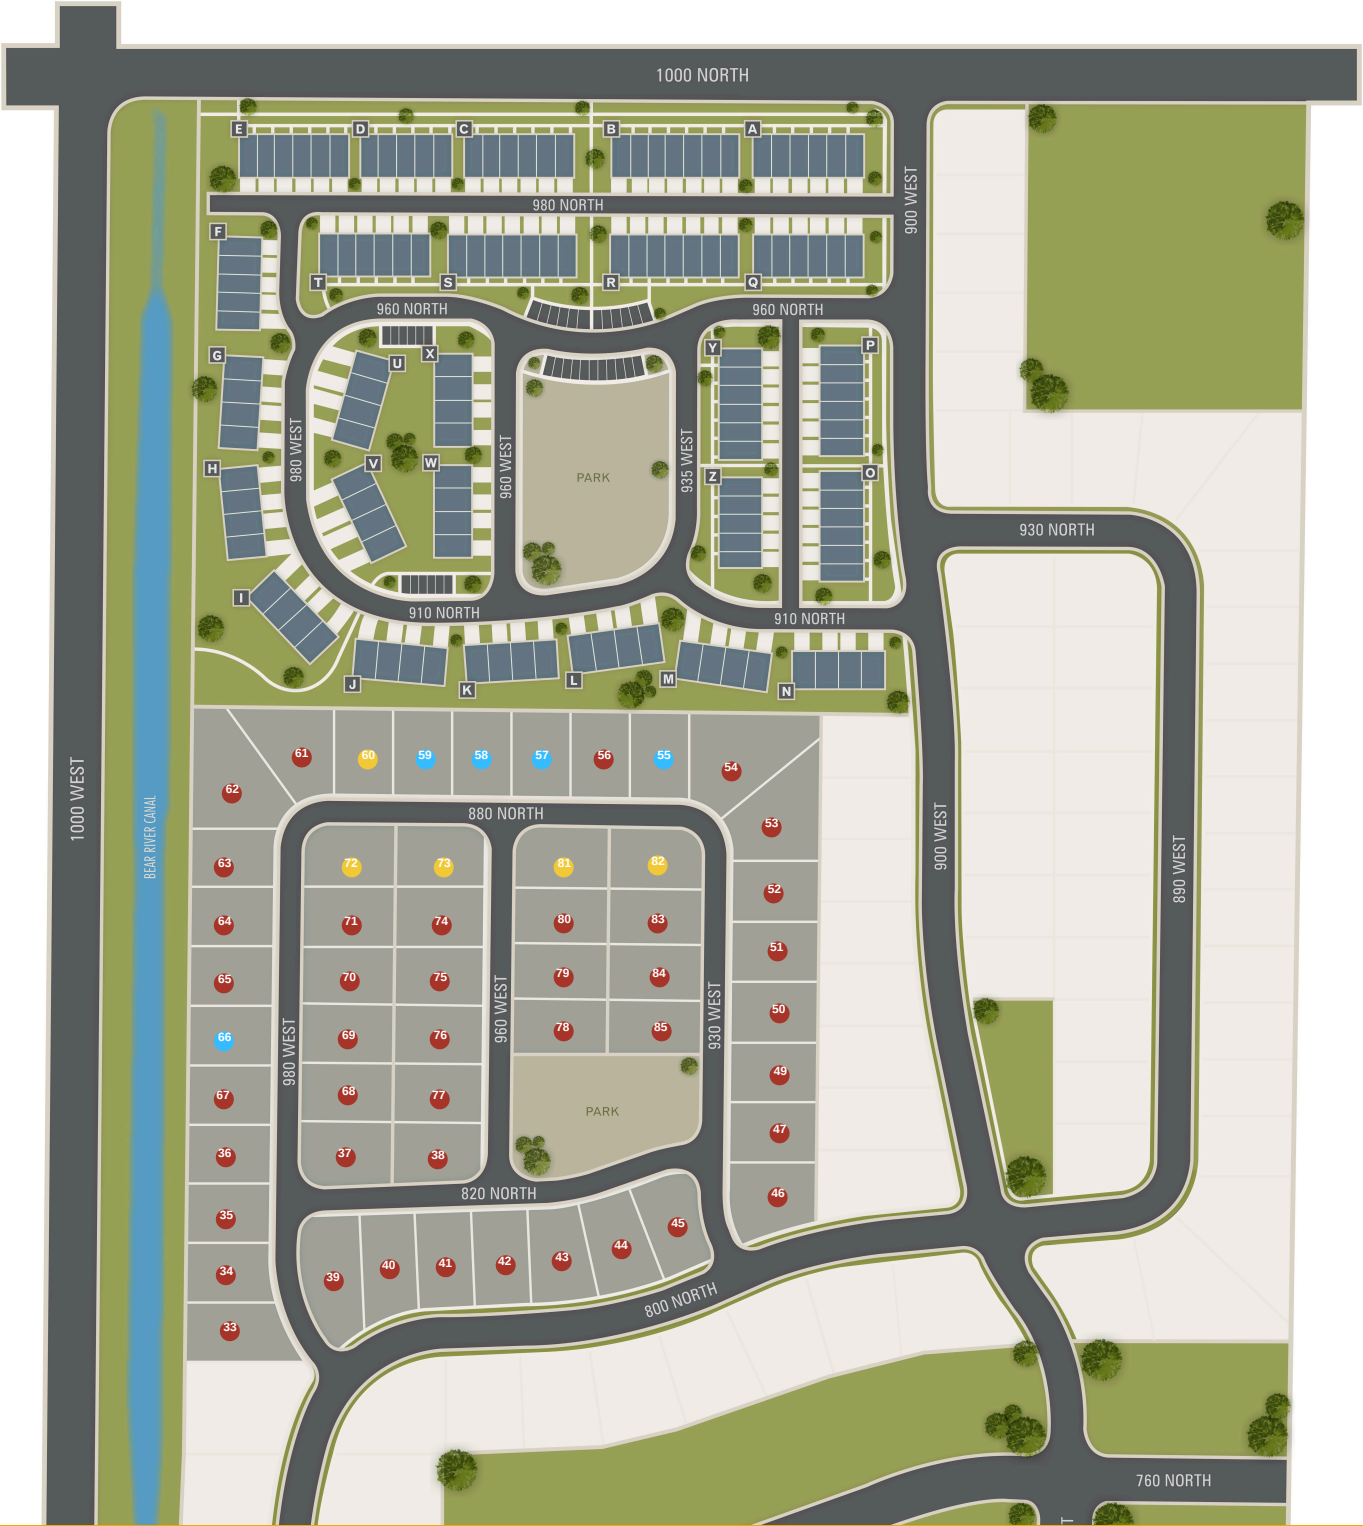 1000 NORTH
E
D
C
B
A
900 WEST
980 NORTH
F
T
S
R
Q
960 NORTH
960 NORTH
G
U
X
Y
P
980 WEST
960 WEST
PARK
935 WEST
H
V
W
Z
O
930 NORTH
I
910 NORTH
910 NORTH
J
K
L
M
N
1000 WEST
BEAR RIVER CANAL
61
60
59
58
57
56
55
54
62
880 NORTH
53
900 WEST
890 WEST
63
72
73
81
82
52
64
71
74
80
83
51
65
70
75
79
84
50
66
69
76
78
85
980 WEST
960 WEST
930 WEST
49
67
68
77
PARK
47
36
37
38
46
820 NORTH
35
45
44
43
42
41
40
39
34
33
800 NORTH
760 NORTH